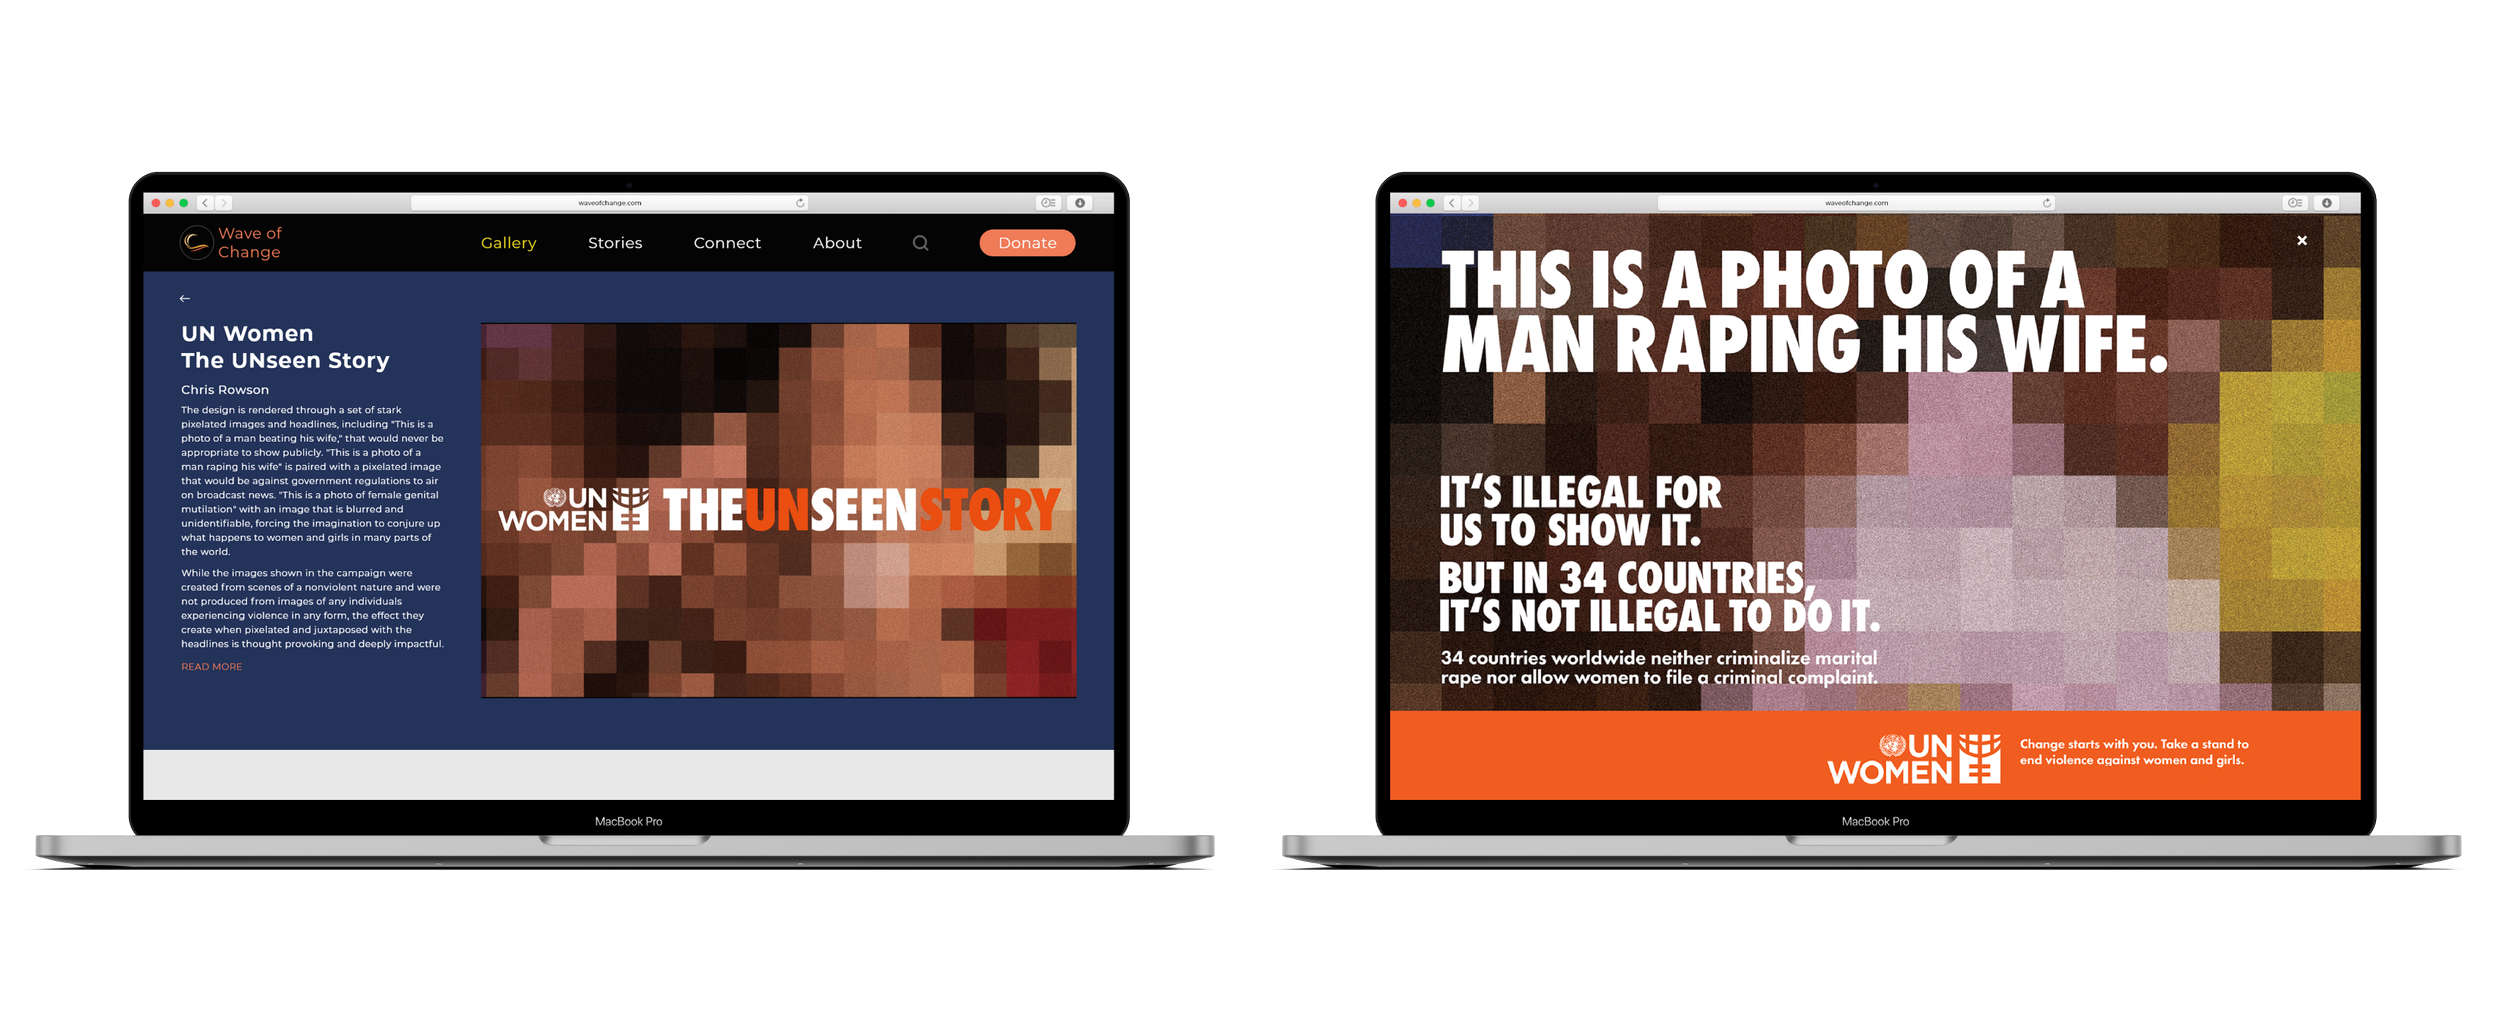 waveofchange.com
Wave of
Change
Gallery
Stories
Connect
About
Donate
UN Women
The UNseen Story
Chris Rowson
The design is rendered through a set of stark
pixelated images and headlines, including "This is a
photo of a man beating his wife," that would never be
appropriate to show publicly. "This is a photo of a
man raping his wife" is paired with a pixelated image
that would be against government regulations to air
on broadcast news. "This is a photo of female genital
mutilation" with an image that is blurred and
unidentifiable, forcing the imagination to conjure up
what happens to women and girls in many parts of
the world.
While the images shown in the campaign were
created from scenes of a nonviolent nature and were
not produced from images of any individuals
experiencing violence in any form, the effect they
create when pixelated and juxtaposed with the
headlines is thought provoking and deeply impactful.
READ MORE
UN
WOMEN
THEUNSEENSTORY
MacBook Pro
waveofchange.com
THIS IS A PHOTO OF A
MAN RAPING HIS WIFE.
IT‘S ILLEGAL FOR
US TO SHOW IT.
BUT IN 34 COUNTRIES,
IT‘S NOT ILLEGAL TO DO IT.
34 countries worldwide neither criminalize marital
rape nor allow women to file a criminal complaint.
UN
WOMEN
Change starts with you. Take a stand to
end violence against women and girls.
MacBook Pro